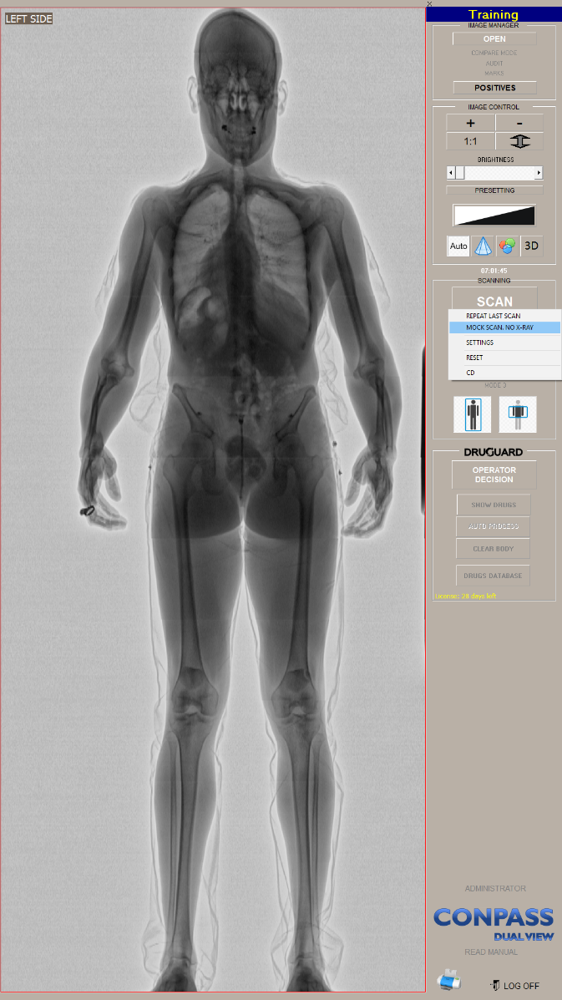 LEFT SIDE
X
Training
IMAGE MANAGER
OPEN
COMPARE MODE
AUDIT
MARKS
POSITIVES
IMAGE CONTROL
+
-
1:1
BRIGHTNESS
PRESETTING
Auto
3D
07:01:45
SCANNING
SCAN
REPEAT LAST SCAN
MOCK SCAN. NO X-RAY
SETTINGS
RESET
CD
DRUGUARD
OPERATOR
DECISION
SHOW DRUGS
AUTO PROCESS
CLEAR BODY
DRUGS DATABASE
License: 28 days left
ADMINISTRATOR
CONPASS
DUAL VIEW
READ MANUAL
LOG OFF